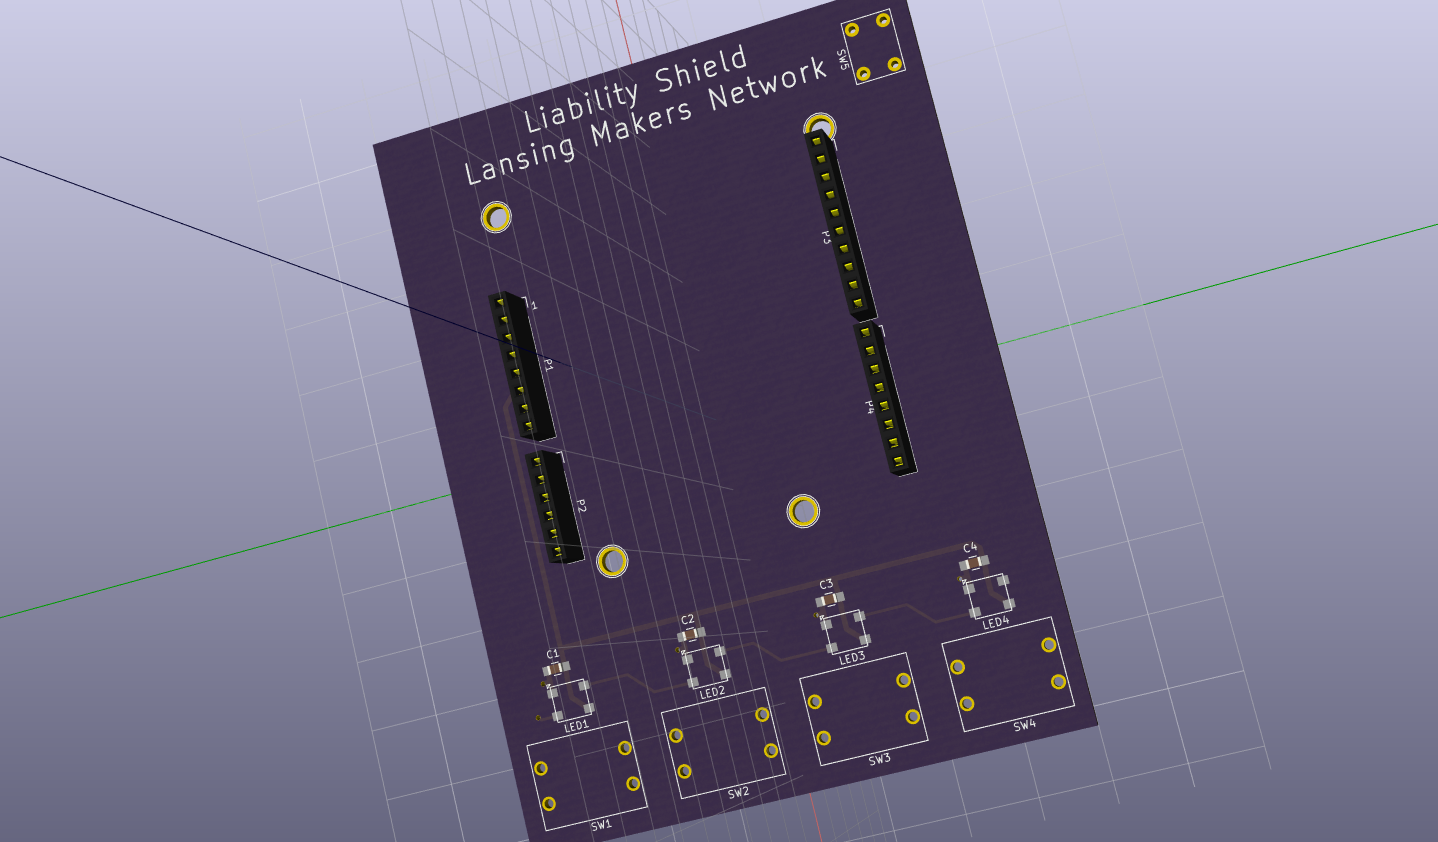 Liability Shield
Lansing Makers Network
SW5
1
P1
P3
P2
P4
C1
C2
C3
C4
LED1
LED2
LED3
LED4
SW1
SW2
SW3
SW4